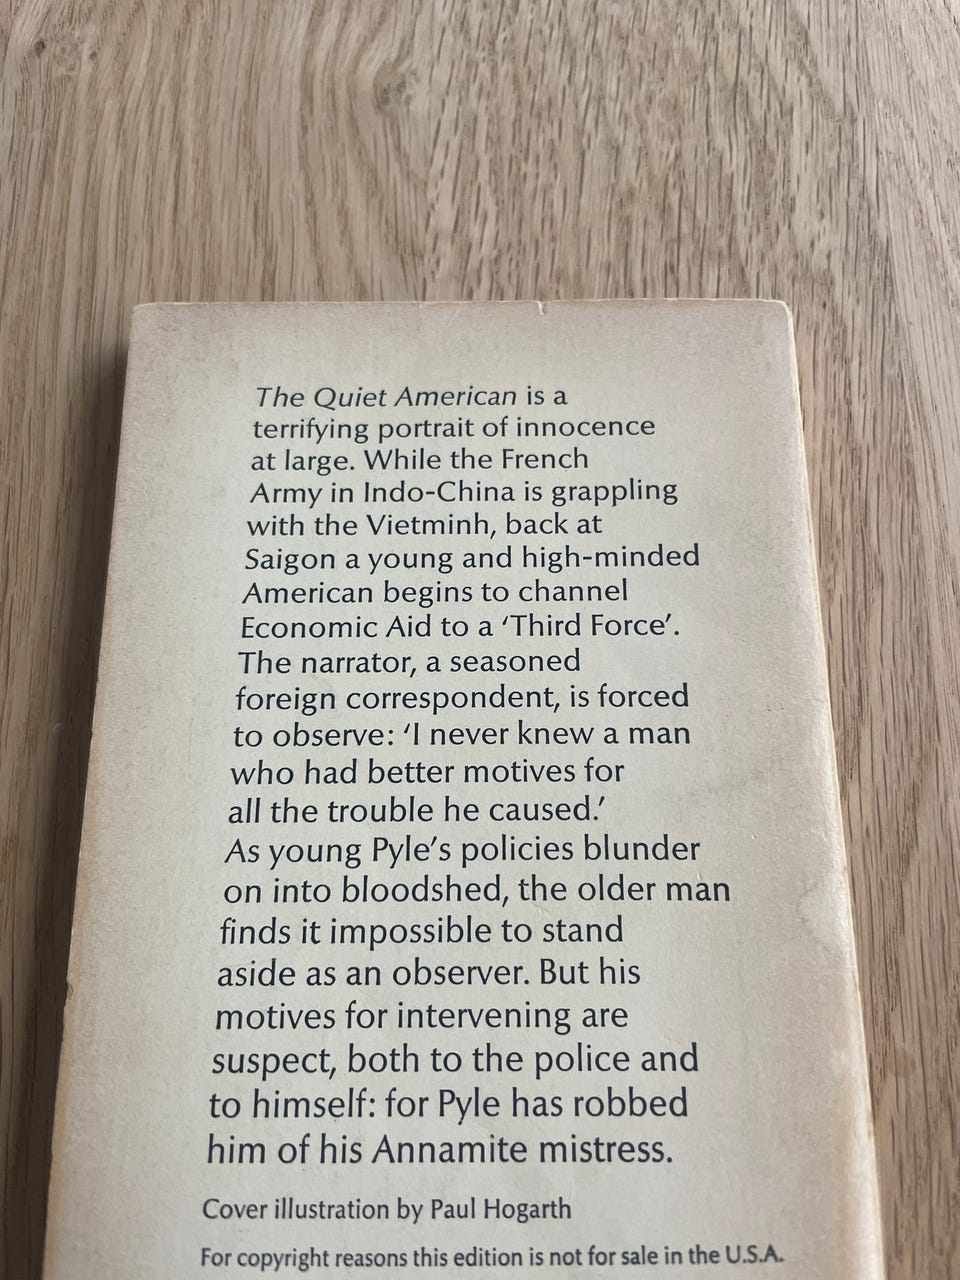 The Quiet American is a
terrifying portrait of innocence
at large. While the French
Army in Indo-China is grappling
with the Vietminh, back at
Saigon a young and high-minded
American begins to channel
Economic Aid to a ‘Third Force’.
The narrator, a seasoned
foreign correspondent, is forced
to observe: ‘I never knew a man
who had better motives for
all the trouble he caused.’
As young Pyle’s policies blunder
on into bloodshed, the older man
finds it impossible to stand
aside as an observer. But his
motives for intervening are
suspect, both to the police and
to himself: for Pyle has robbed
him of his Annamite mistress.
Cover illustration by Paul Hogarth
For copyright reasons this edition is not for sale in the U.S.A.